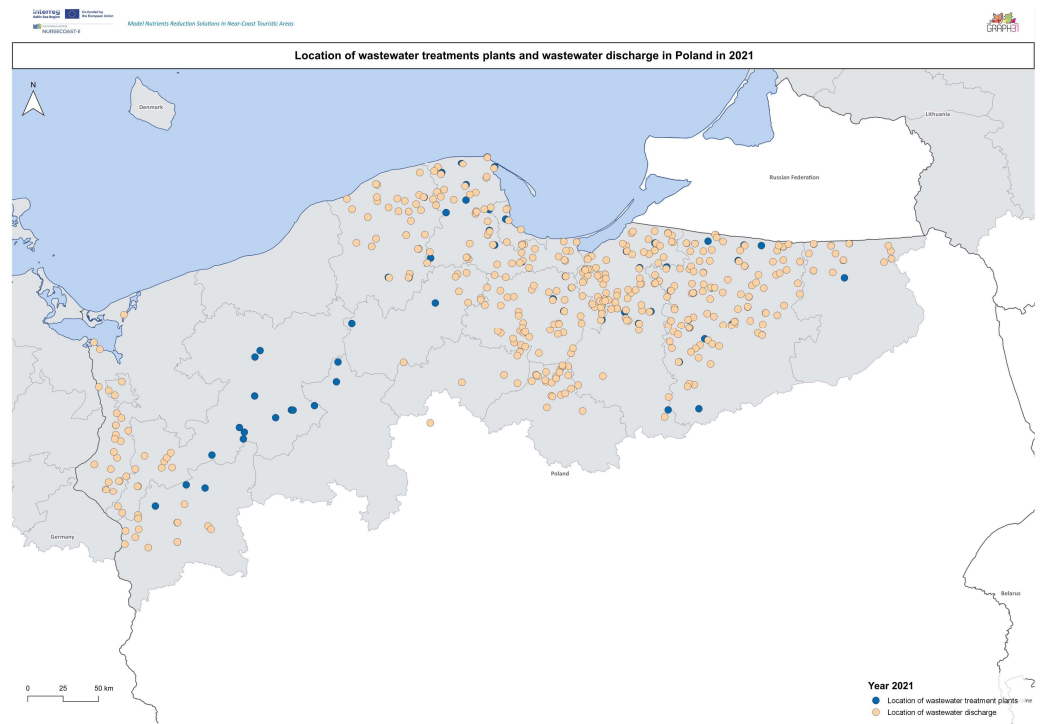 Interreg
Baltic Sea Region
Co-funded by
the European Union
NURSECOAST-II
Model Nutrients Reduction Solutions in Near-Coast Touristic Areas
GRAPH31
Location of wastewater treatments plants and wastewater discharge in Poland in 2021
N
Denmark
Lithuania
Russian Federation
Poland
Germany
Belarus
0 25 50 km
Year 2021
Location of wastewater treatment plants
ine
Location of wastewater discharge